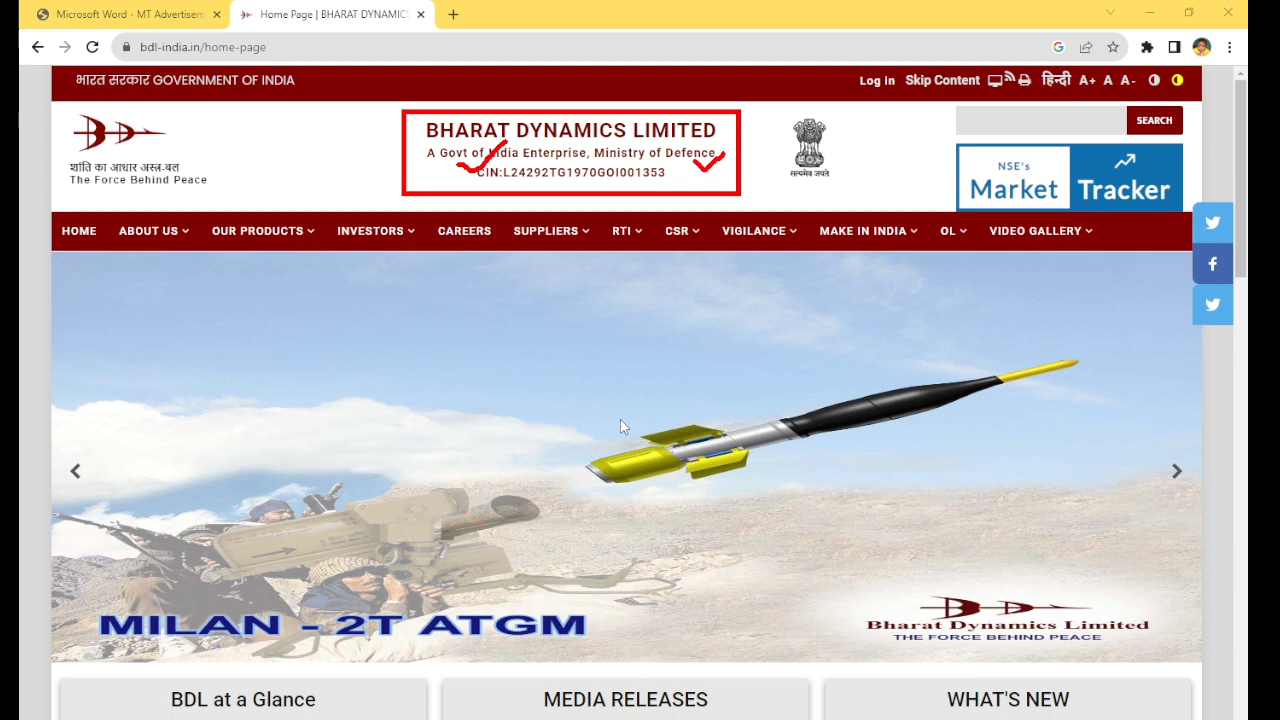 Microsoft Word - MT Advertisem
Home Page | BHARAT DYNAMICS
bdl-india.in/home-page
भारत सरकार GOVERNMENT OF INDIA
Log in Skip Content हिन्दी A+ A A-
BHARAT DYNAMICS LIMITED
A Govt of India Enterprise, Ministry of Defence
CIN:L24292TG1970GOI001353
शांति का आधार अस्त्र-बल
The Force Behind Peace
सत्यमेव जयते
SEARCH
NSE's
Market Tracker
HOME ABOUT US OUR PRODUCTS INVESTORS CAREERS SUPPLIERS RTI CSR VIGILANCE MAKE IN INDIA OL VIDEO GALLERY
MILAN - 2T ATGM
Bharat Dynamics Limited
THE FORCE BEHIND PEACE
BDL at a Glance
MEDIA RELEASES
WHAT'S NEW